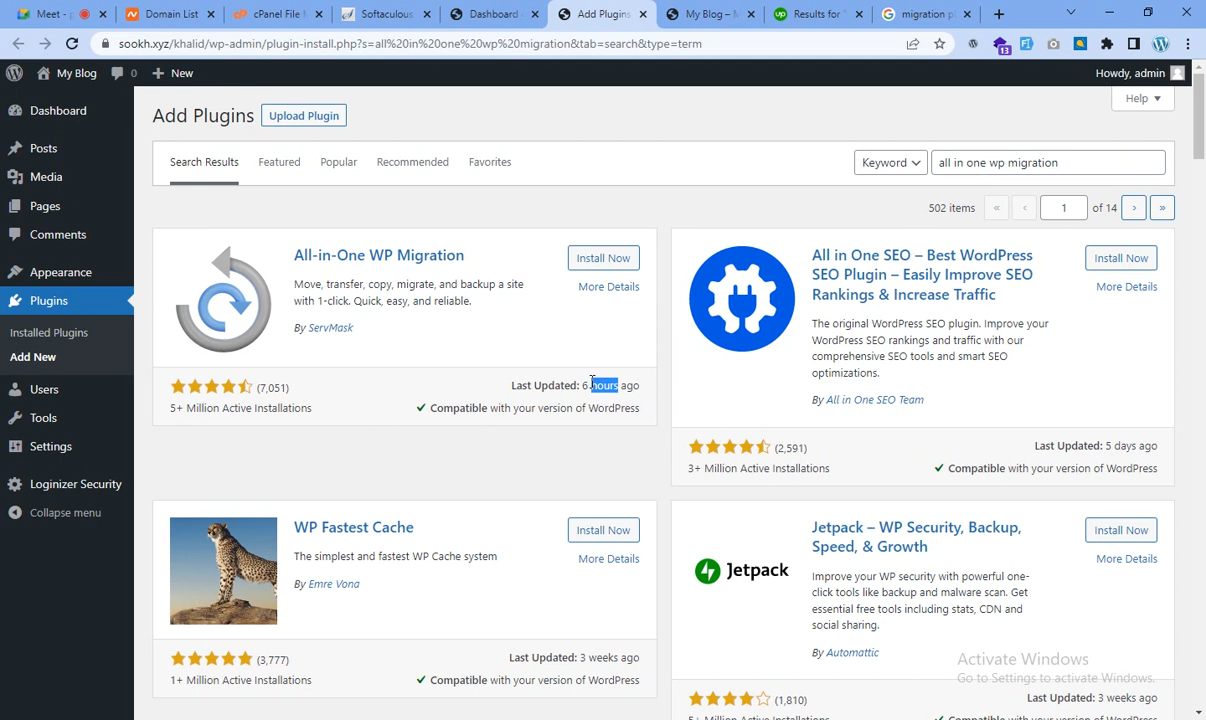 Meet - p
Domain List
cPanel File M
Softaculous
Dashboard
Add Plugins
My Blog – M
Results for
migration pl
sookh.xyz/khalid/wp-admin/plugin-install.php?s=all%20in%20one%20wp%20migration&tab=search&type=term
13
My Blog 0 + New
Howdy, admin
Dashboard
Posts
Media
Pages
Comments
Appearance
Plugins
Installed Plugins
Add New
Users
Tools
Settings
Loginizer Security
Collapse menu
Help
Add Plugins Upload Plugin
Search Results Featured Popular Recommended Favorites
Keyword all in one wp migration
502 items « ‹ 1 of 14 › »
All-in-One WP Migration
Install Now
More Details
Move, transfer, copy, migrate, and backup a site
with 1-click. Quick, easy, and reliable.
By ServMask
(7,051)
Last Updated: 6 hours ago
5+ Million Active Installations
Compatible with your version of WordPress
All in One SEO – Best WordPress
SEO Plugin – Easily Improve SEO
Rankings & Increase Traffic
Install Now
More Details
The original WordPress SEO plugin. Improve your
WordPress SEO rankings and traffic with our
comprehensive SEO tools and smart SEO
optimizations.
By All in One SEO Team
(2,591)
Last Updated: 5 days ago
3+ Million Active Installations
Compatible with your version of WordPress
WP Fastest Cache
Install Now
More Details
The simplest and fastest WP Cache system
By Emre Vona
(3,777)
Last Updated: 3 weeks ago
1+ Million Active Installations
Compatible with your version of WordPress
Jetpack
Jetpack – WP Security, Backup,
Speed, & Growth
Install Now
More Details
Improve your WP security with powerful one-
click tools like backup and malware scan. Get
essential free tools including stats, CDN and
social sharing.
By Automattic
(1,810)
Last Updated: 3 weeks ago
5+ Million Active Installations
Compatible with your version of WordPress
Activate Windows
Go to Settings to activate Windows.